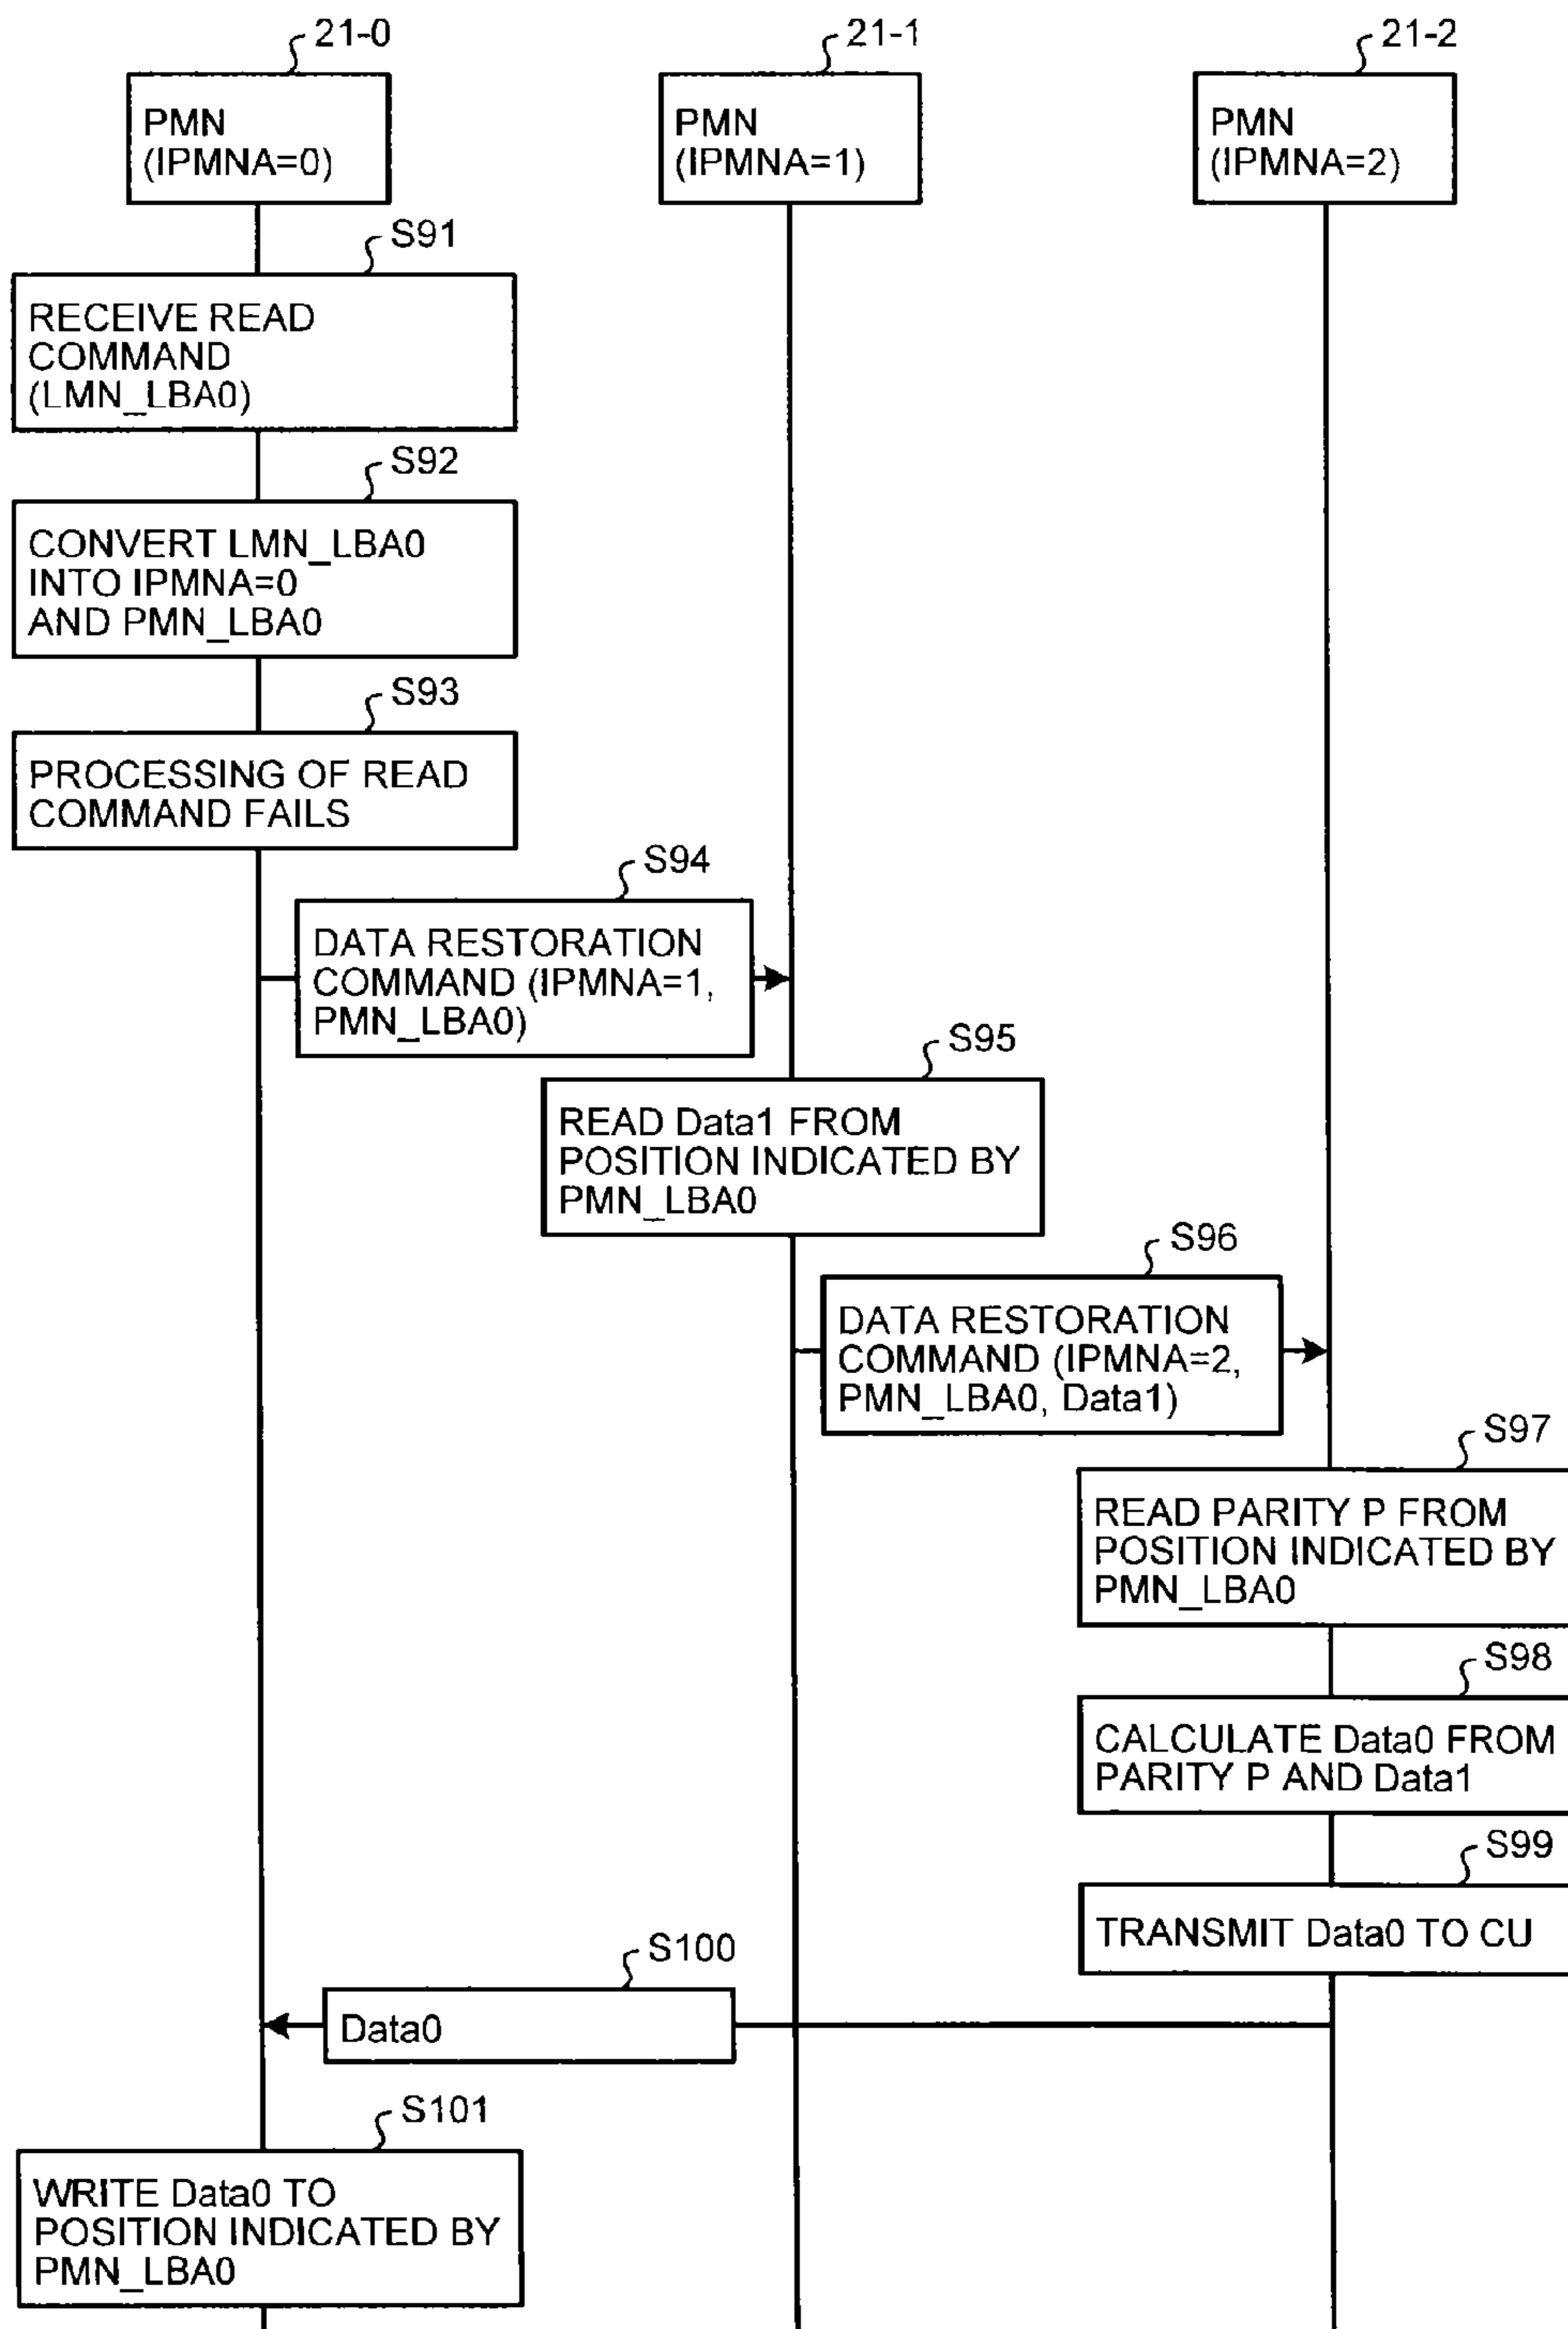 21-0
21-1
21-2
PMN
(IPMNA=0)
PMN
(IPMNA=1)
PMN
(IPMNA=2)
S91
RECEIVE READ
COMMAND
(LMN_LBA0)
S92
CONVERT LMN_LBA0
INTO IPMNA=0
AND PMN_LBA0
S93
PROCESSING OF READ
COMMAND FAILS
S94
DATA RESTORATION
COMMAND (IPMNA=1,
PMN_LBA0)
S95
READ Data1 FROM
POSITION INDICATED BY
PMN_LBA0
S96
DATA RESTORATION
COMMAND (IPMNA=2,
PMN_LBA0, Data1)
S97
READ PARITY P FROM
POSITION INDICATED BY
PMN_LBA0
S98
CALCULATE Data0 FROM
PARITY P AND Data1
S99
TRANSMIT Data0 TO CU
S100
Data0
S101
WRITE Data0 TO
POSITION INDICATED BY
PMN_LBA0